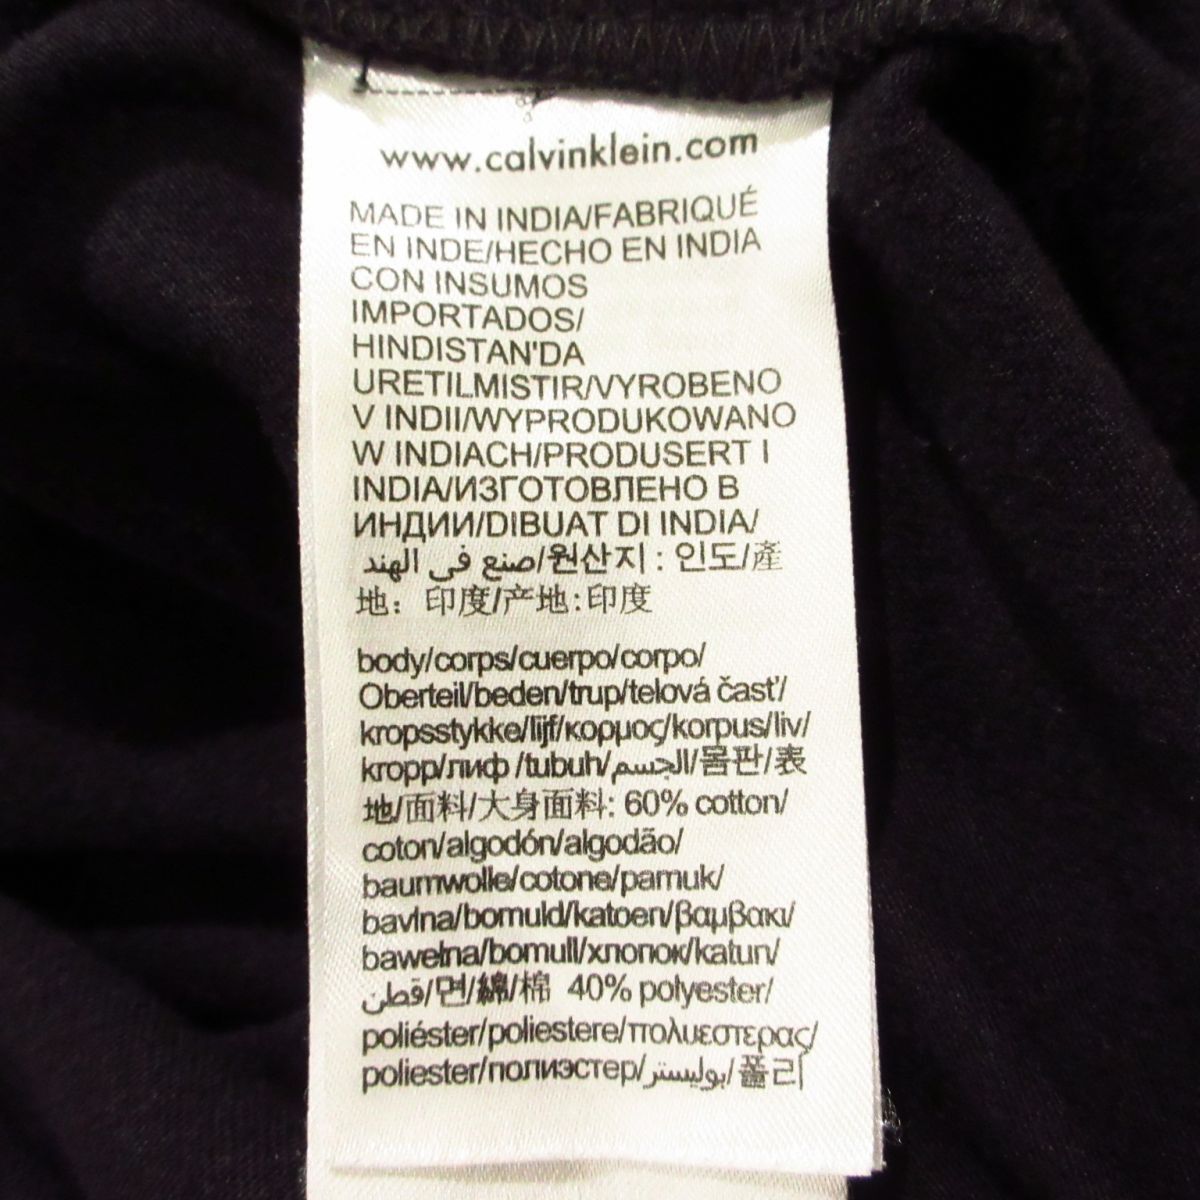 www.calvinklein.com
MADE IN INDIA/FABRIQUÉ
EN INDE/HECHO EN INDIA
CON INSUMOS
IMPORTADOS/
HINDISTAN'DA
URETILMISTIR/VYROBENO
V INDII/WYPRODUKOWANO
W INDIACH/PRODUSERT I
INDIA/ИЗГОТОВЛЕНО В
ИНДИИ/DIBUAT DI INDIA/
صنع في الهند/원산지 : 인도/產
地: 印度/产地:印度
body/corps/cuerpo/corpo/
Oberteil/beden/trup/telová časť/
kropsstykke/lijf/κορμος/korpus/liv/
kropp/лиф /tubuh/الجسم/몸판/表
地/面料/大身面料: 60% cotton/
coton/algodón/algodão/
baumwolle/cotone/pamuk/
bavlna/bomuld/katoen/βαμβακι/
bawełna/bomull/хлопок/katun/
قطن/면/綿/棉 40% polyester/
poliéster/poliestere/πολυεστερας/
poliester/полиэстер/بوليستر/폴리